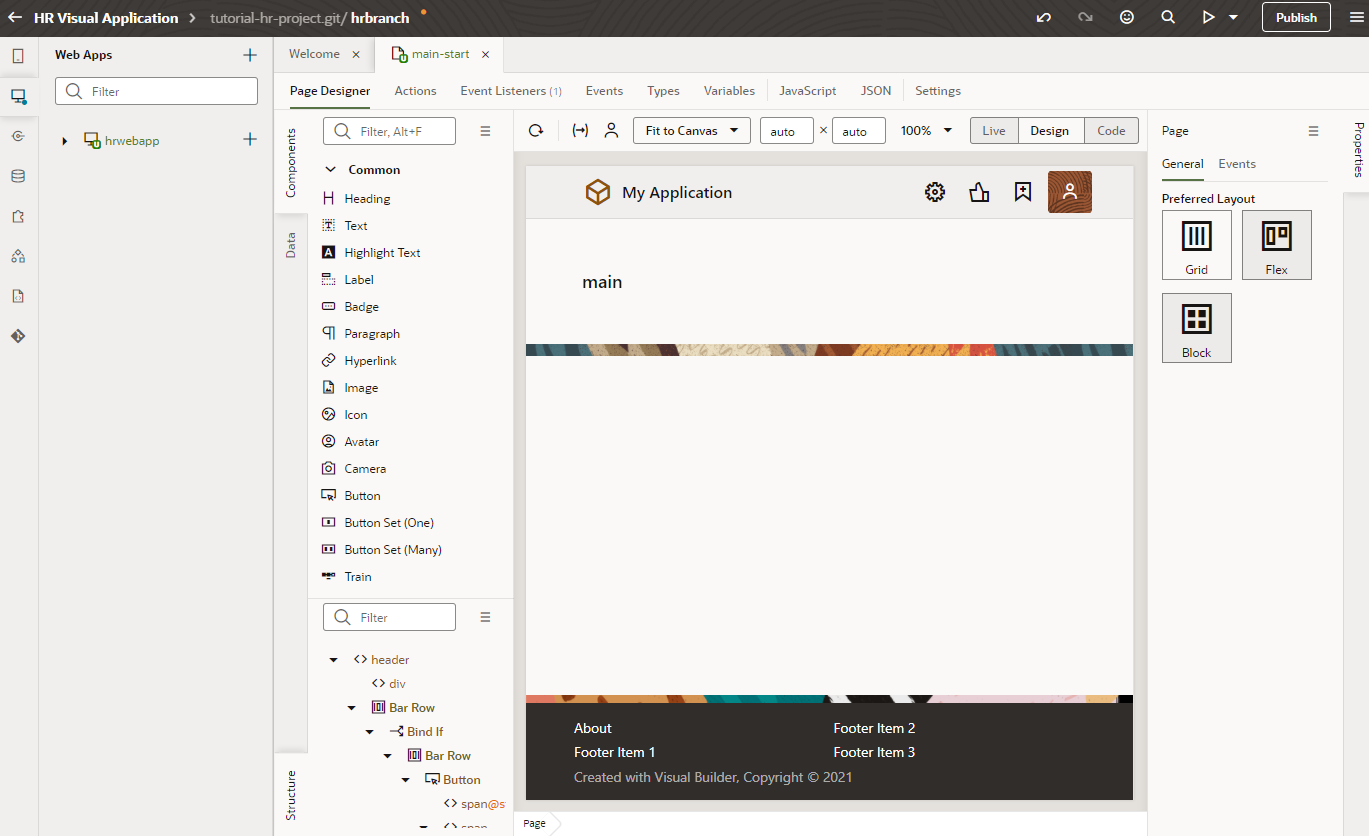 HR Visual Application
tutorial-hr-project.git/ hrbranch
Publish
Web Apps
Filter
hrwebapp
Welcome
main-start
Page Designer
Actions
Event Listeners (1)
Events
Types
Variables
JavaScript
JSON
Settings
Components
Data
Structure
Filter, Alt+F
Common
Heading
Text
Highlight Text
Label
Badge
Paragraph
Hyperlink
Image
Icon
Avatar
Camera
Button
Button Set (One)
Button Set (Many)
Train
Filter
header
div
Bar Row
Bind If
Bar Row
Button
span@s
span
Fit to Canvas
auto × auto
100%
Live
Design
Code
My Application
main
About
Footer Item 2
Footer Item 1
Footer Item 3
Created with Visual Builder, Copyright © 2021
Page
Page
General
Events
Preferred Layout
Grid
Flex
Block
Properties